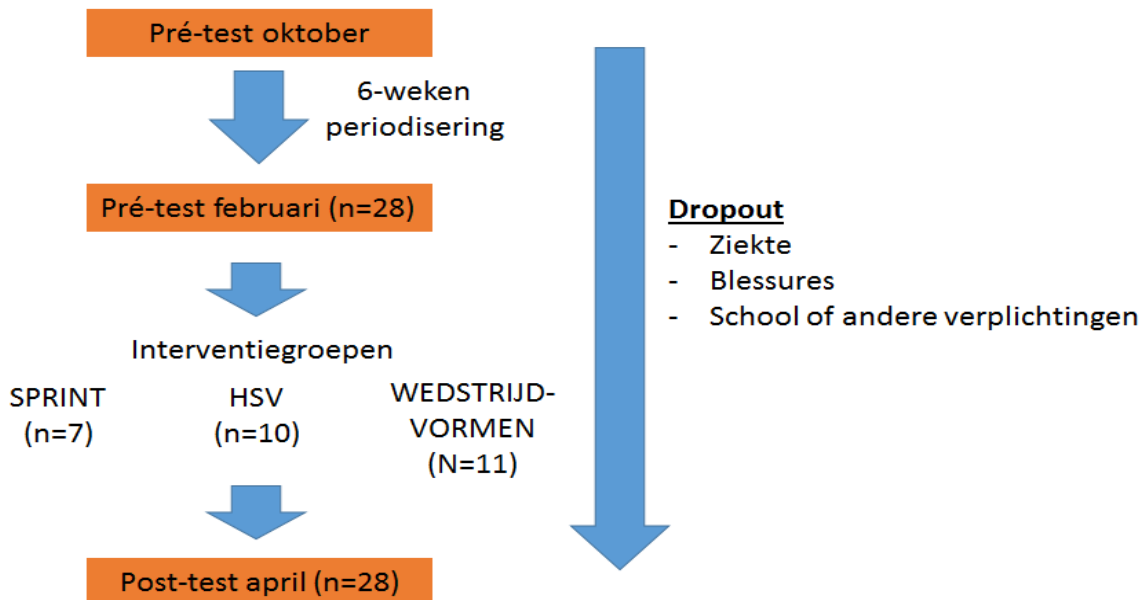 Pré-test oktober
6-weken
periodisering
Pré-test februari (n=28)
Dropout
- Ziekte
- Blessures
- School of andere verplichtingen
Interventiegroepen
SPRINT
(n=7)
HSV
(n=10)
WEDSTRIJD-
VORMEN
(N=11)
Post-test april (n=28)